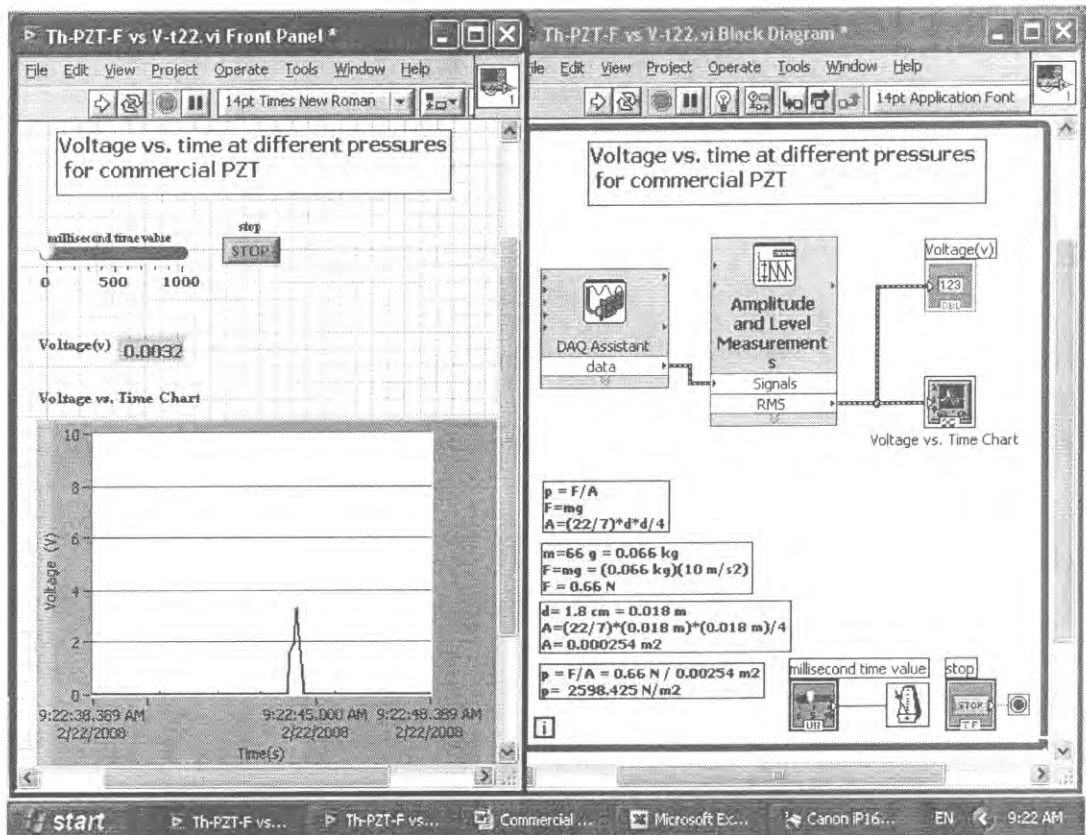 Th-PZT-F vs V-t22.vi Front Panel *
File Edit View Project Operate Tools Window Help
14pt Times New Roman
1
Voltage vs. time at different pressures
for commercial PZT
millisecond time value
0 500 1000
stop
STOP
Voltage(v) 0.0032
Voltage vs. Time Chart
10
8
6
4
2
0
Voltage (V)
9:22:38.389 AM
2/22/2008
9:22:45.000 AM
2/22/2008
9:22:48.389 AM
2/22/2008
Time(s)
Th-PZT-F vs V-t22.vi Block Diagram *
File Edit View Project Operate Tools Window Help
14pt Application Font
1
Voltage vs. time at different pressures
for commercial PZT
DAQ Assistant
data
Amplitude
and Level
Measurement
s
Signals
RMS
Voltage(v)
1.23
DBL
Voltage vs. Time Chart
p = F/A
F=mg
A=(22/7)*d*d/4
m=66 g = 0.066 kg
F=mg = (0.066 kg)(10 m/s2)
F = 0.66 N
d= 1.8 cm = 0.018 m
A=(22/7)*(0.018 m)*(0.018 m)/4
A= 0.000254 m2
p = F/A = 0.66 N / 0.00254 m2
p= 2598.425 N/m2
millisecond time value
stop
STOP
TF
i
start
Th-PZT-F vs...
Th-PZT-F vs...
Commercial ...
Microsoft Ex...
Canon iP16...
EN
9:22 AM